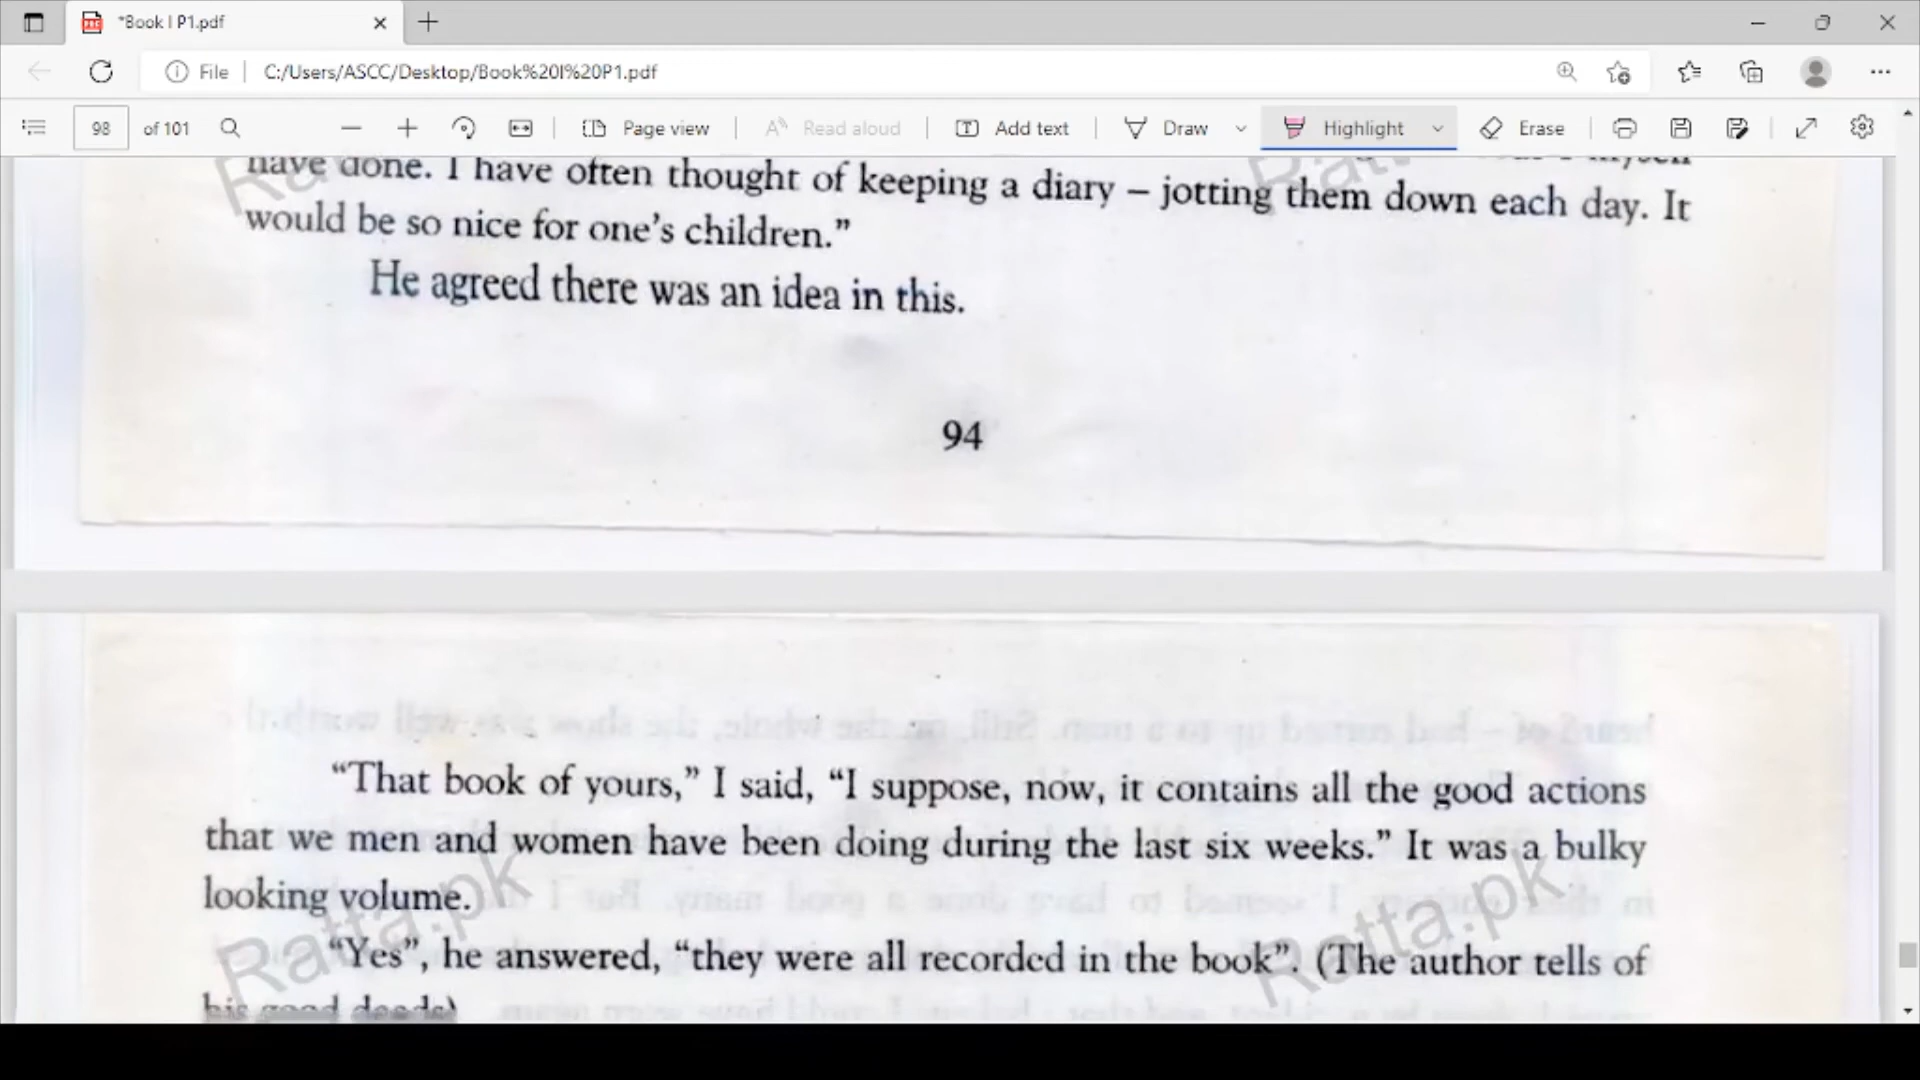 *Book I P1.pdf
File
C:/Users/ASCC/Desktop/Book%20I%20P1.pdf
98 of 101
Page view
Read aloud
Add text
Draw
Highlight
Erase
have done. I have often thought of keeping a diary – jotting them down each day. It
would be so nice for one's children.”
He agreed there was an idea in this.
94
“That book of yours,” I said, “I suppose, now, it contains all the good actions
that we men and women have been doing during the last six weeks.” It was a bulky
looking volume.
“Yes”, he answered, “they were all recorded in the book”. (The author tells of
his good deeds)
Ratta.pk
Ratta.pk